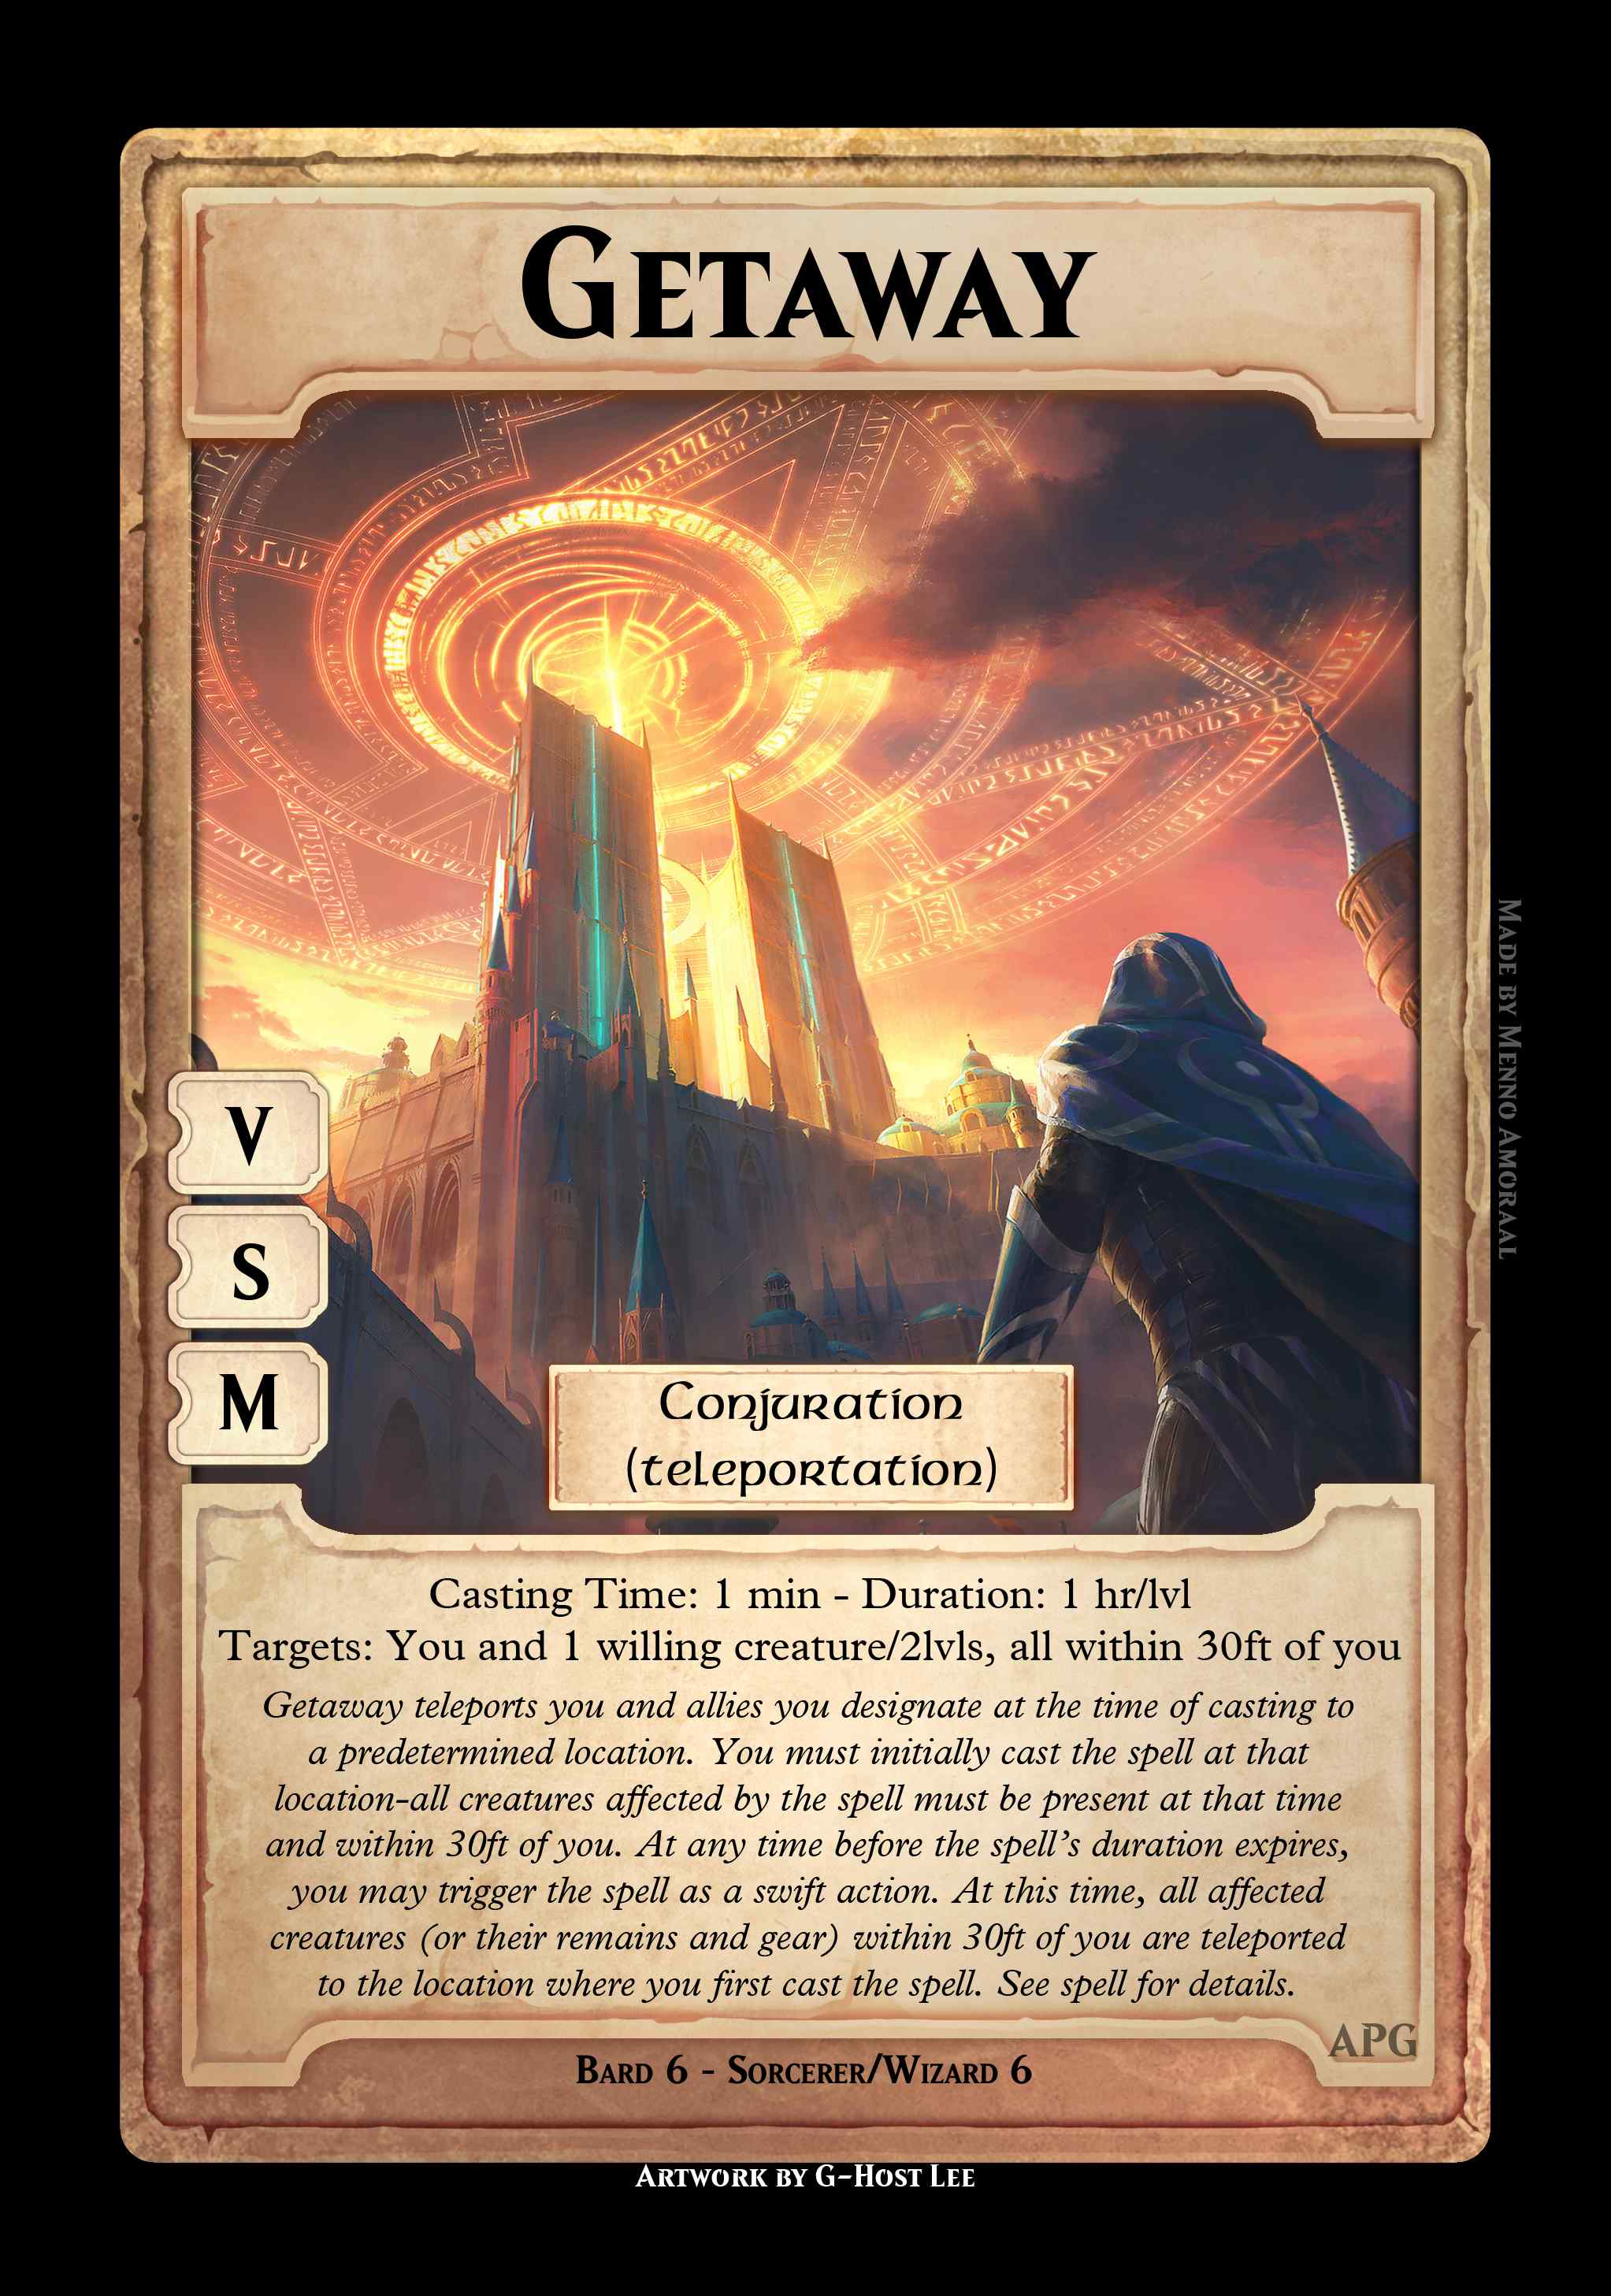 Getaway
V
S
M
Conjuration
(teleportation)
Casting Time: 1 min - Duration: 1 hr/lvl
Targets: You and 1 willing creature/2lvls, all within 30ft of you
Getaway teleports you and allies you designate at the time of casting to
a predetermined location. You must initially cast the spell at that
location-all creatures affected by the spell must be present at that time
and within 30ft of you. At any time before the spell’s duration expires,
you may trigger the spell as a swift action. At this time, all affected
creatures (or their remains and gear) within 30ft of you are teleported
to the location where you first cast the spell. See spell for details.
APG
Bard 6 - Sorcerer/Wizard 6
Artwork by G-Host Lee
Made by Menno Amoraal